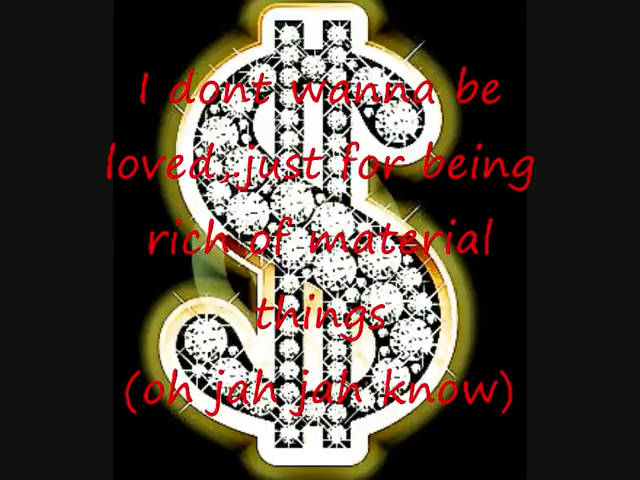 I dont wanna be
loved,.just for being
rich of material
things
(oh jah jah know)